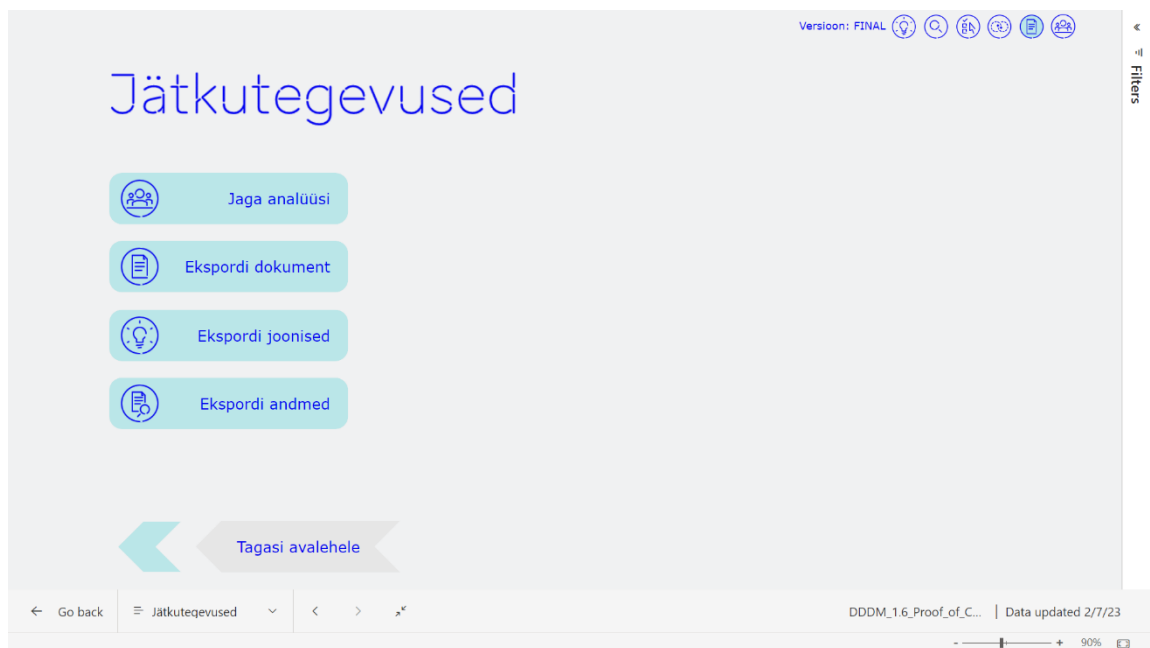 Versioon: FINAL
Filters
Jätkutegevused
Jaga analüüsi
Ekspordi dokument
Ekspordi joonised
Ekspordi andmed
Tagasi avalehele
Go back
Jätkutegevused
DDDM_1.6_Proof_of_C... | Data updated 2/7/23
- + 90%